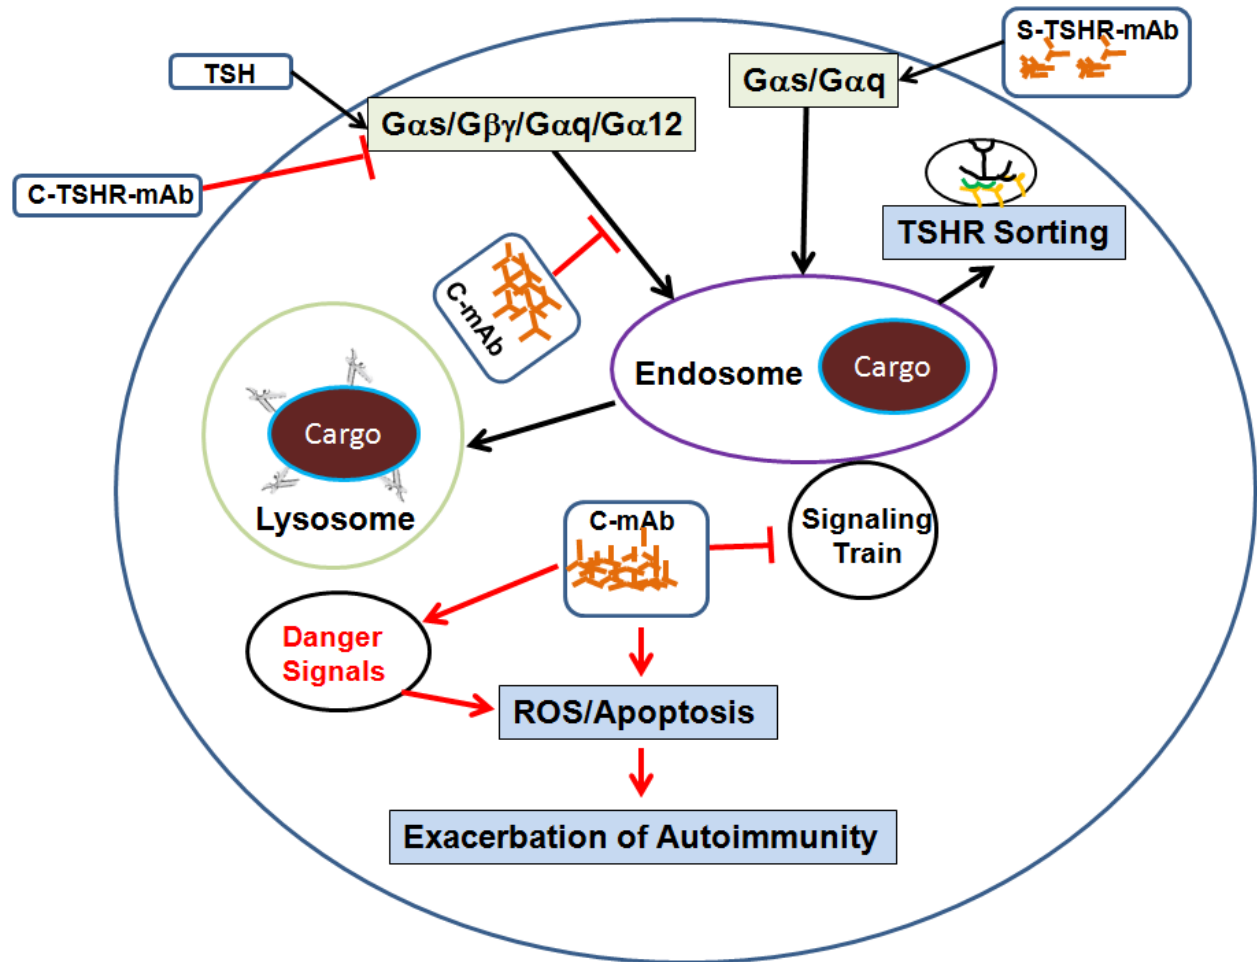 S-TSHR-mAb
TSH
Gαs/Gαq
Gαs/Gβγ/Gαq/Gα12
C-TSHR-mAb
TSHR Sorting
C-mAb
Endosome
Cargo
Cargo
Lysosome
C-mAb
Signaling
Train
Danger
Signals
ROS/Apoptosis
Exacerbation of Autoimmunity